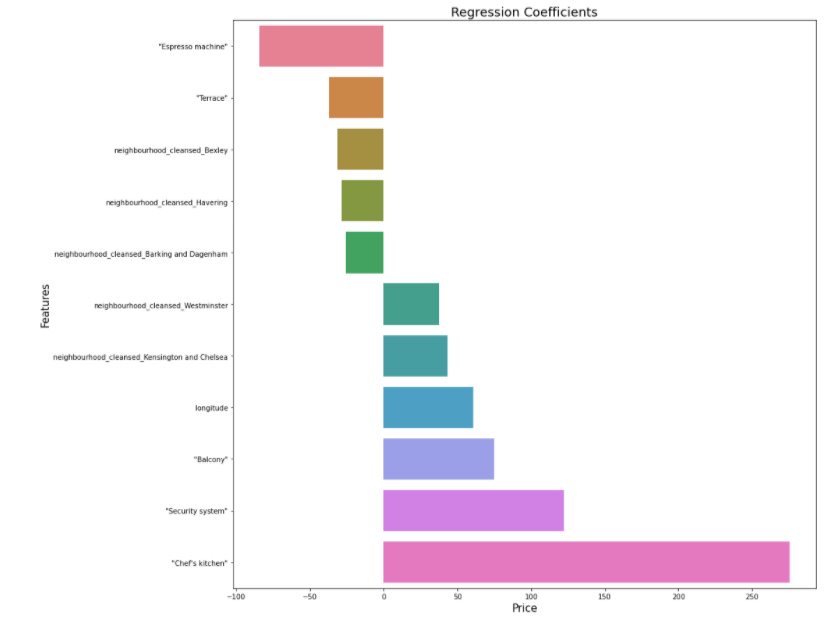 Regression Coefficients
"Espresso machine"
"Terrace"
neighbourhood_cleansed_Bexley
neighbourhood_cleansed_Havering
neighbourhood_cleansed_Barking and Dagenham
neighbourhood_cleansed_Westminster
neighbourhood_cleansed_Kensington and Chelsea
longitude
"Balcony"
"Security system"
"Chef's kitchen"
Features
−100 −50 0 50 100 150 200 250
Price